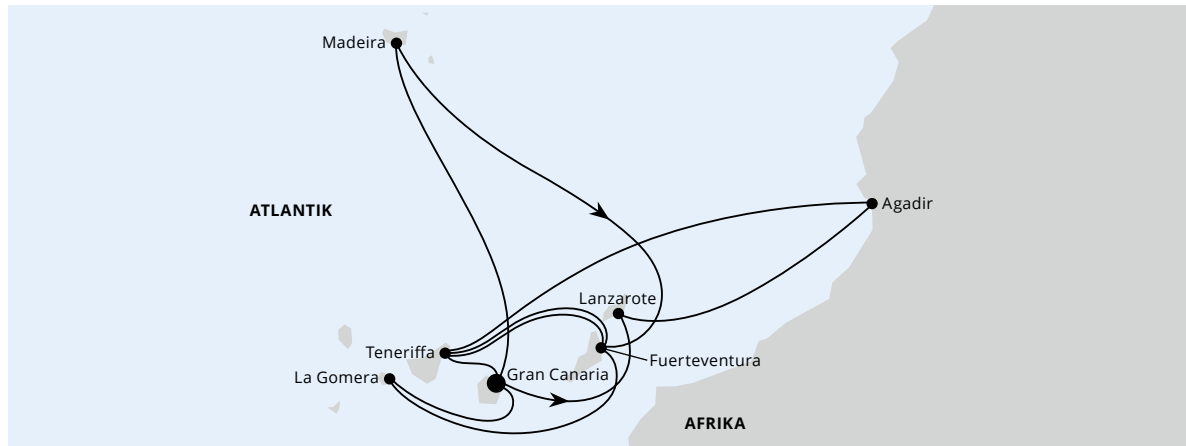 Madeira
ATLANTIK
Agadir
Lanzarote
Teneriffa
Fuerteventura
La Gomera
Gran Canaria
AFRIKA